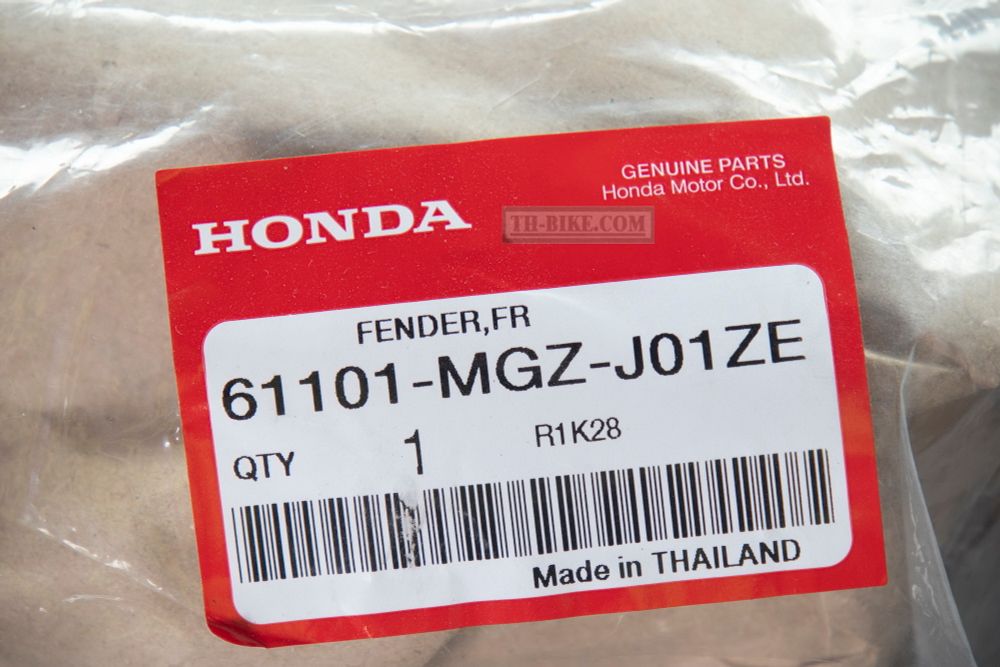 GENUINE PARTS
Honda Motor Co., Ltd.
HONDA
TH-BIKE.COM
FENDER,FR
61101-MGZ-J01ZE
QTY 1 R1K28
Made in THAILAND